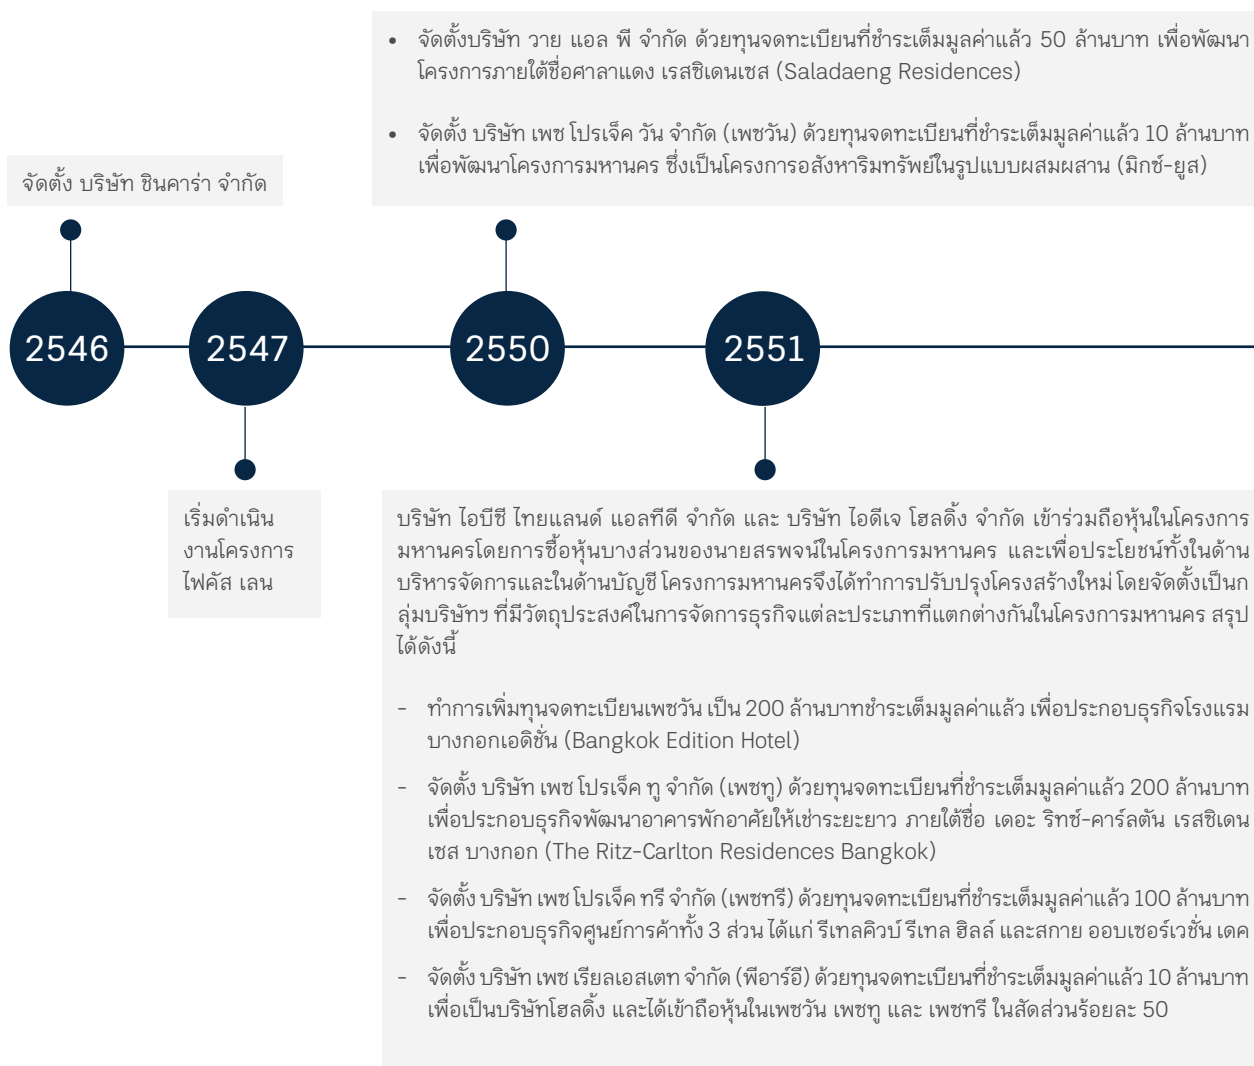 • จัดตั้งบริษัท วาย แอล พี จำกัด ด้วยทุนจดทะเบียนที่ชำระเต็มมูลค่าแล้ว 50 ล้านบาท เพื่อพัฒนา
โครงการภายใต้ชื่อศาลาแดง เรสซิเดนเซส (Saladaeng Residences)
• จัดตั้ง บริษัท เพซ โปรเจ็ค วัน จำกัด (เพซวัน) ด้วยทุนจดทะเบียนที่ชำระเต็มมูลค่าแล้ว 10 ล้านบาท
เพื่อพัฒนาโครงการมหานคร ซึ่งเป็นโครงการอสังหาริมทรัพย์ในรูปแบบผสมผสาน (มิกซ์-ยูส)
จัดตั้ง บริษัท ชินคาร่า จำกัด
2546
2547
2550
2551
เริ่มดำเนิน
งานโครงการ
ไฟคัส เลน
บริษัท ไอบีซี ไทยแลนด์ แอลทีดี จำกัด และ บริษัท ไอดีเจ โฮลดิ้ง จำกัด เข้าร่วมถือหุ้นในโครงการ
มหานครโดยการซื้อหุ้นบางส่วนของนายสรพจน์ในโครงการมหานคร และเพื่อประโยชน์ทั้งในด้าน
บริหารจัดการและในด้านบัญชี โครงการมหานครจึงได้ทำการปรับปรุงโครงสร้างใหม่ โดยจัดตั้งเป็นก
ลุ่มบริษัทฯ ที่มีวัตถุประสงค์ในการจัดการธุรกิจแต่ละประเภทที่แตกต่างกันในโครงการมหานคร สรุป
ได้ดังนี้
- ทำการเพิ่มทุนจดทะเบียนเพซวัน เป็น 200 ล้านบาทชำระเต็มมูลค่าแล้ว เพื่อประกอบธุรกิจโรงแรม
บางกอกเอดิชั่น (Bangkok Edition Hotel)
- จัดตั้ง บริษัท เพซ โปรเจ็ค ทู จำกัด (เพซทู) ด้วยทุนจดทะเบียนที่ชำระเต็มมูลค่าแล้ว 200 ล้านบาท
เพื่อประกอบธุรกิจพัฒนาอาคารพักอาศัยให้เช่าระยะยาว ภายใต้ชื่อ เดอะ ริทซ์-คาร์ลตัน เรสซิเดน
เซส บางกอก (The Ritz-Carlton Residences Bangkok)
- จัดตั้ง บริษัท เพซ โปรเจ็ค ทรี จำกัด (เพซทรี) ด้วยทุนจดทะเบียนที่ชำระเต็มมูลค่าแล้ว 100 ล้านบาท
เพื่อประกอบธุรกิจศูนย์การค้าทั้ง 3 ส่วน ได้แก่ รีเทลคิวบ์ รีเทล ฮิลล์ และสกาย ออบเซอร์เวชั่น เดค
- จัดตั้ง บริษัท เพซ เรียลเอสเตท จำกัด (พีอาร์อี) ด้วยทุนจดทะเบียนที่ชำระเต็มมูลค่าแล้ว 10 ล้านบาท
เพื่อเป็นบริษัทโฮลดิ้ง และได้เข้าถือหุ้นในเพซวัน เพซทู และ เพซทรี ในสัดส่วนร้อยละ 50